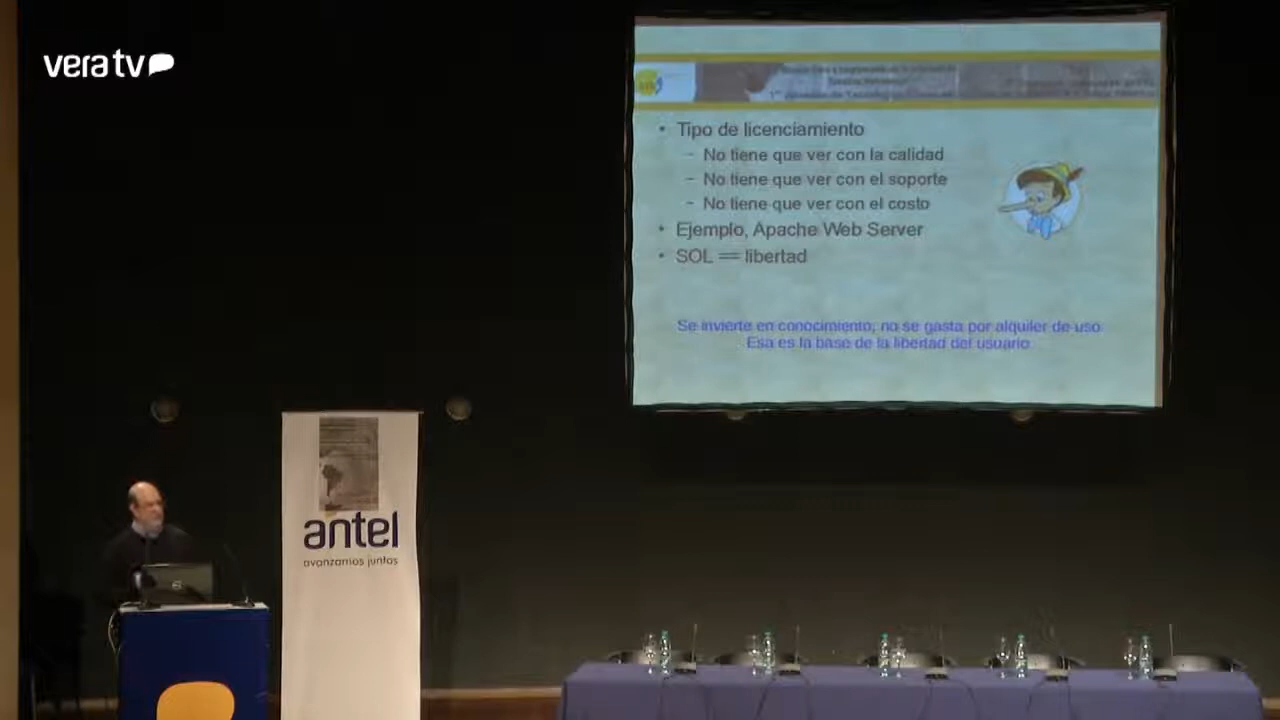 vera tv
• Tipo de licenciamiento
– No tiene que ver con la calidad
– No tiene que ver con el soporte
– No tiene que ver con el costo
• Ejemplo, Apache Web Server
• SOL == libertad
Se invierte en conocimiento, no se gasta por alquiler de uso
Esa es la base de la libertad del usuario
antel
avanzamos juntos